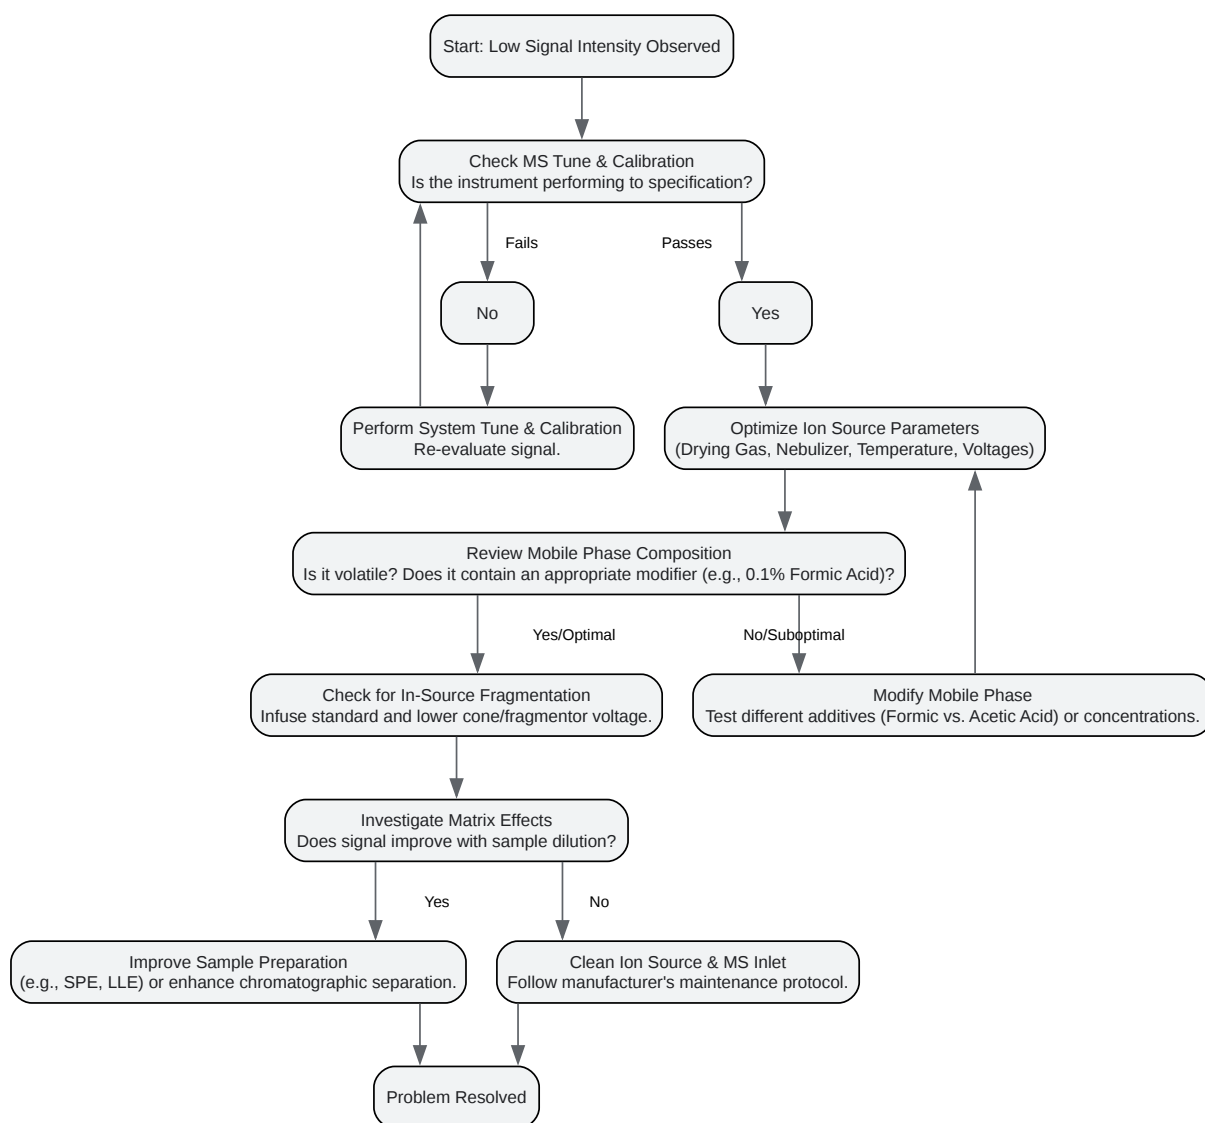 Start: Low Signal Intensity Observed
Check MS Tune & Calibration
Is the instrument performing to specification?
Fails
Passes
No
Yes
Perform System Tune & Calibration
Re-evaluate signal.
Optimize Ion Source Parameters
(Drying Gas, Nebulizer, Temperature, Voltages)
Review Mobile Phase Composition
Is it volatile? Does it contain an appropriate modifier (e.g., 0.1% Formic Acid)?
Yes/Optimal
No/Suboptimal
Check for In-Source Fragmentation
Infuse standard and lower cone/fragmentor voltage.
Modify Mobile Phase
Test different additives (Formic vs. Acetic Acid) or concentrations.
Investigate Matrix Effects
Does signal improve with sample dilution?
Yes
No
Improve Sample Preparation
(e.g., SPE, LLE) or enhance chromatographic separation.
Clean Ion Source & MS Inlet
Follow manufacturer's maintenance protocol.
Problem Resolved